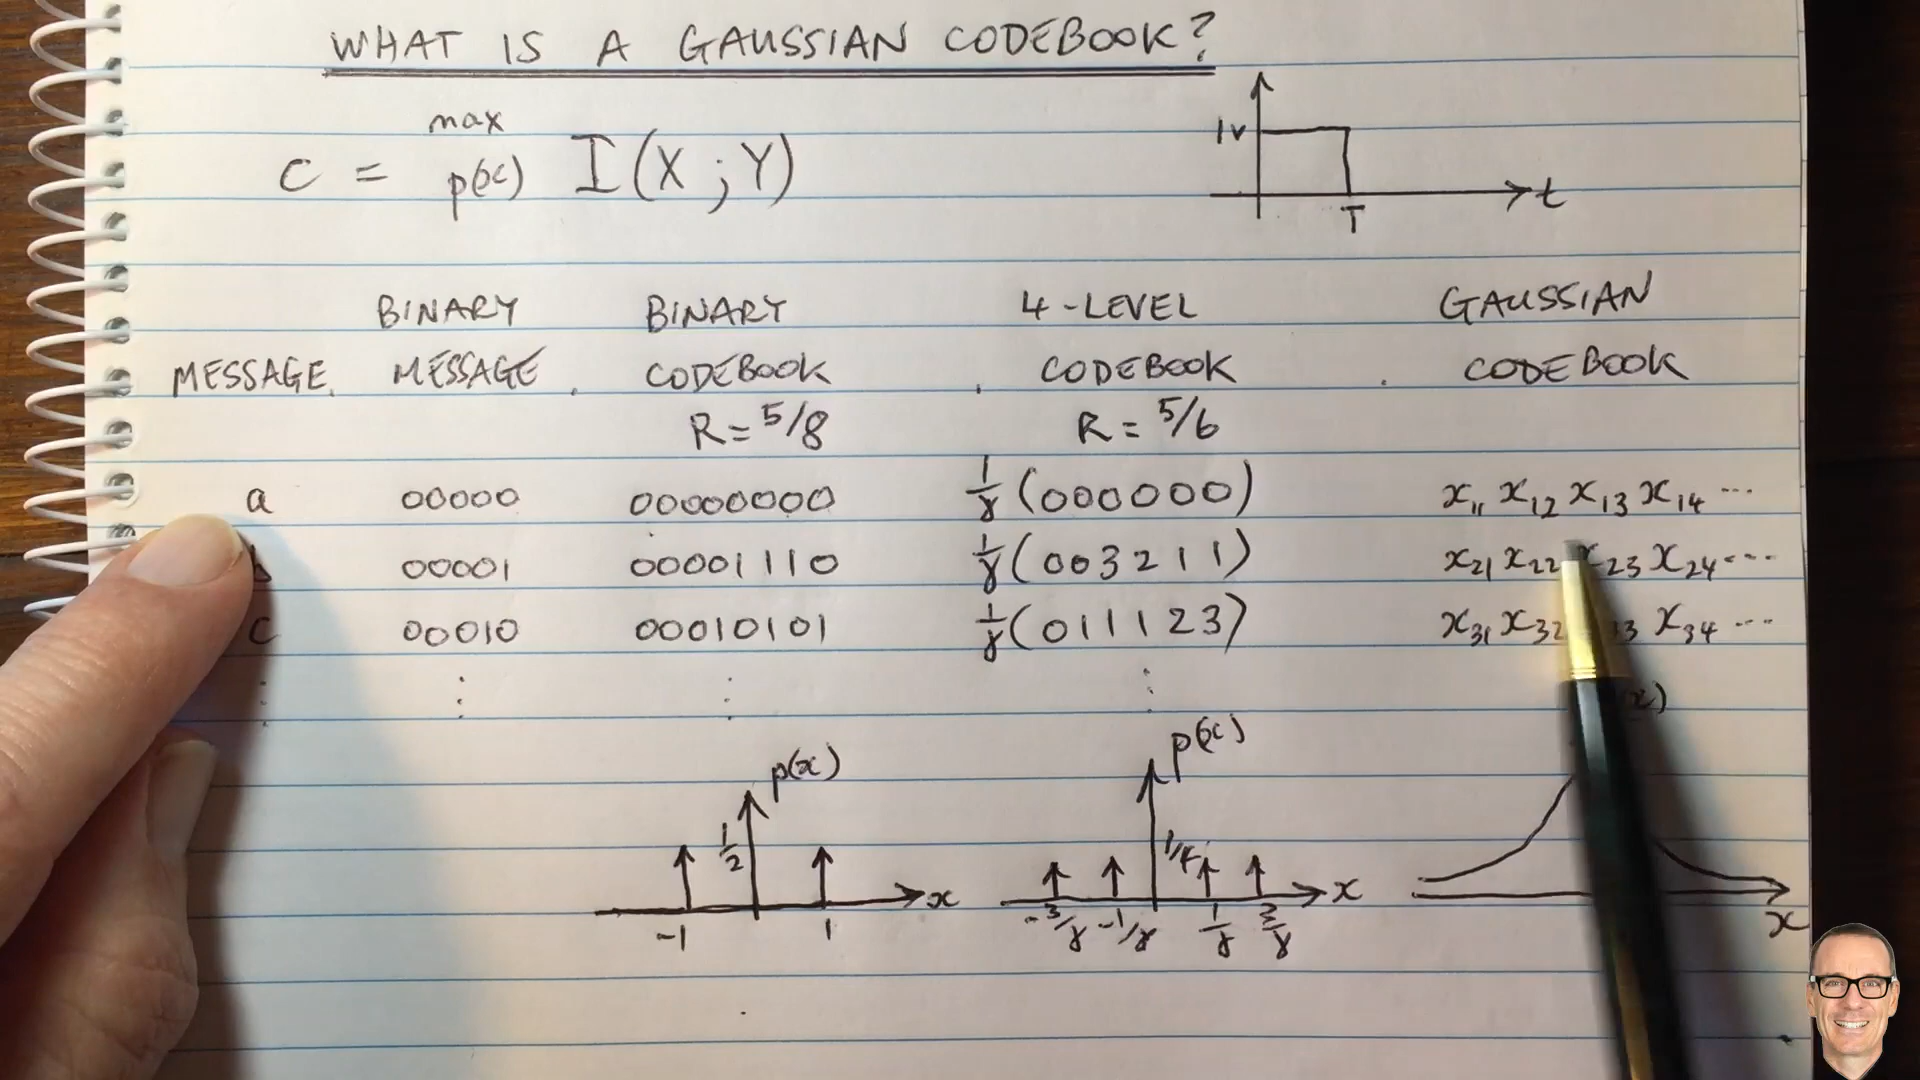 WHAT IS A GAUSSIAN CODEBOOK?
max
C = p(x) I(X;Y)
1v
t
T
BINARY BINARY 4-LEVEL GAUSSIAN
MESSAGE MESSAGE CODEBOOK CODEBOOK CODEBOOK
R = 5/8 R = 5/6
a 00000 00000000 1/γ (000000) x11 x12 x13 x14 ...
b 00001 00001110 1/γ (003211) x21 x22 x23 x24 ...
c 00010 00010101 1/γ (011123) x31 x32 x34 ...
⋮ ⋮ ⋮ ⋮
p(x) p(x)
1/2 1/4
x x
-1 1 -3/γ -1/γ 1/γ 3/γ x